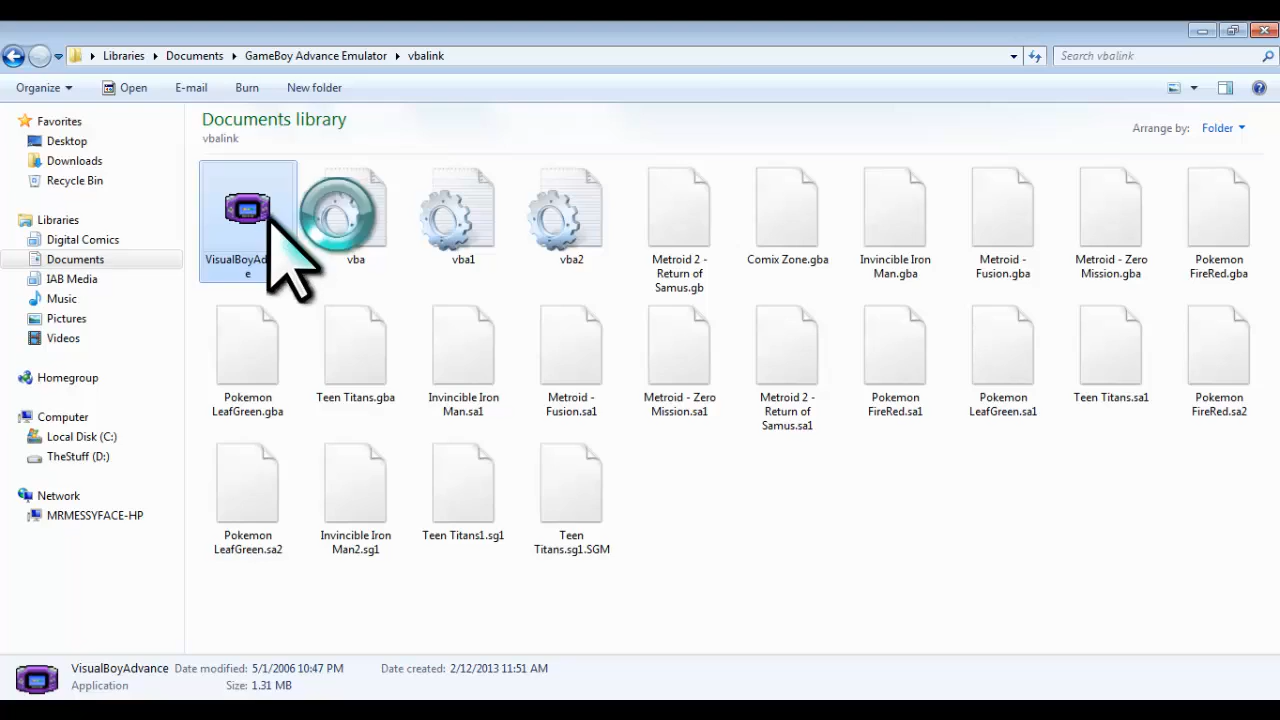 Libraries Documents GameBoy Advance Emulator vbalink Search vbalink
Organize Open E-mail Burn New folder
Favorites
Desktop
Downloads
Recycle Bin
Libraries
Digital Comics
Documents
IAB Media
Music
Pictures
Videos
Homegroup
Computer
Local Disk (C:)
TheStuff (D:)
Network
MRMESSYFACE-HP
Documents library
vbalink
Arrange by: Folder
VisualBoyAd
e
vba
vba1
vba2
Metroid 2 -
Return of
Samus.gb
Comix Zone.gba
Invincible Iron
Man.gba
Metroid -
Fusion.gba
Metroid - Zero
Mission.gba
Pokemon
FireRed.gba
Pokemon
LeafGreen.gba
Teen Titans.gba
Invincible Iron
Man.sa1
Metroid -
Fusion.sa1
Metroid - Zero
Mission.sa1
Metroid 2 -
Return of
Samus.sa1
Pokemon
FireRed.sa1
Pokemon
LeafGreen.sa1
Teen Titans.sa1
Pokemon
FireRed.sa2
Pokemon
LeafGreen.sa2
Invincible Iron
Man2.sg1
Teen Titans1.sg1
Teen
Titans.sg1.SGM
VisualBoyAdvance Date modified: 5/1/2006 10:47 PM Date created: 2/12/2013 11:51 AM
Application Size: 1.31 MB